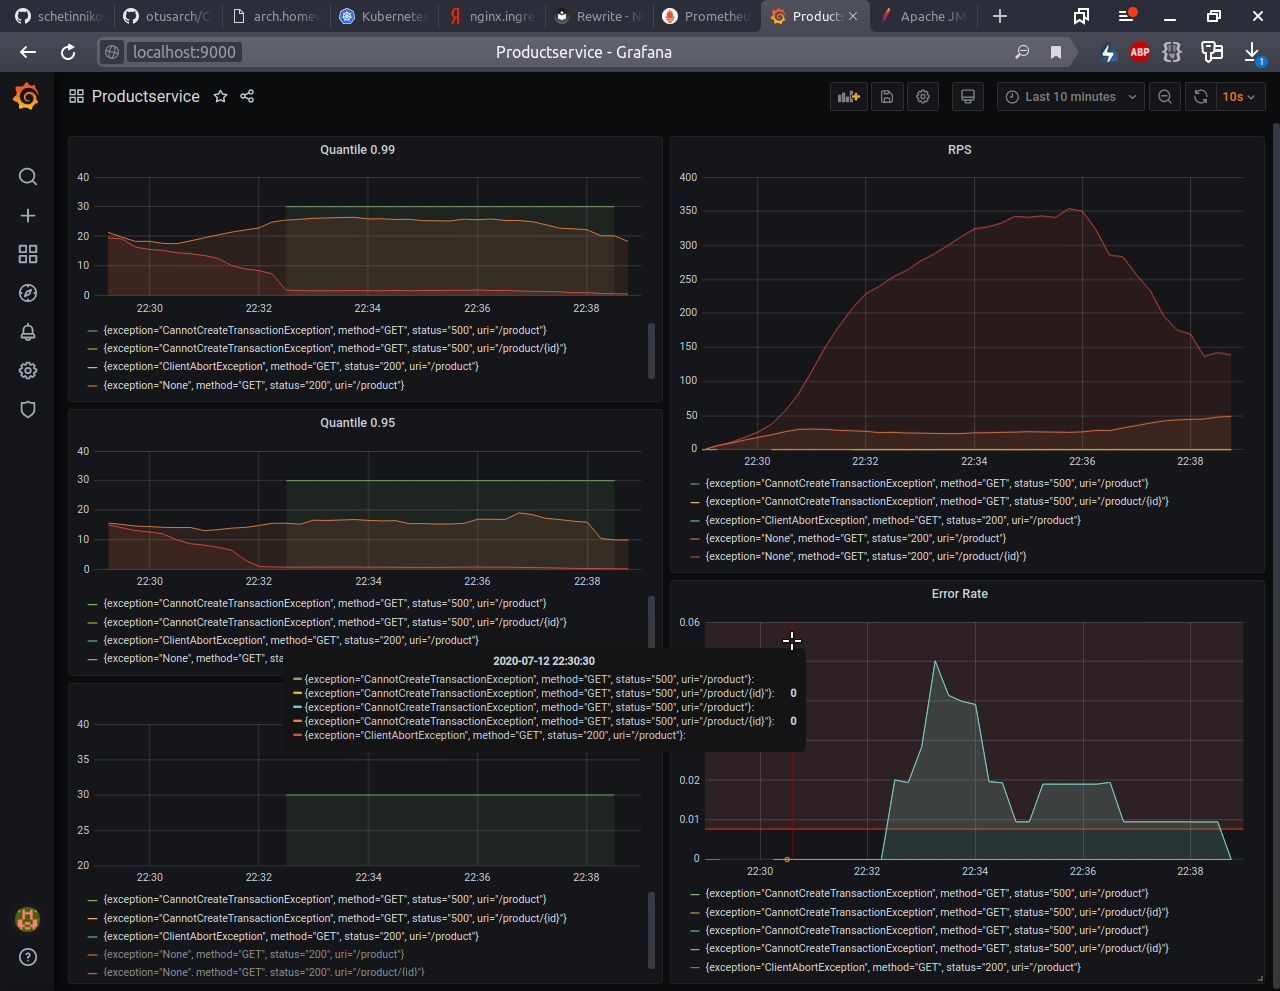 schetinniko
otusarch/C
arch.homew
Kubernetes
nginx.ingre
Rewrite - N
Prometheus
Products
Apache JM
localhost:9000
Productservice - Grafana
ABP
1
Productservice
Last 10 minutes
10s
Quantile 0.99
40
30
20
10
0
22:30 22:32 22:34 22:36 22:38
{exception="CannotCreateTransactionException", method="GET", status="500", uri="/product"}
{exception="CannotCreateTransactionException", method="GET", status="500", uri="/product/{id}"}
{exception="ClientAbortException", method="GET", status="200", uri="/product"}
{exception="None", method="GET", status="200", uri="/product"}
Quantile 0.95
40
30
20
10
0
22:30 22:32 22:34 22:36 22:38
{exception="CannotCreateTransactionException", method="GET", status="500", uri="/product"}
{exception="CannotCreateTransactionException", method="GET", status="500", uri="/product/{id}"}
{exception="ClientAbortException", method="GET", status="200", uri="/product"}
{exception="None", method="GET", sta
40
35
30
25
20
22:30 22:32 22:34 22:36 22:38
{exception="CannotCreateTransactionException", method="GET", status="500", uri="/product"}
{exception="CannotCreateTransactionException", method="GET", status="500", uri="/product/{id}"}
{exception="ClientAbortException", method="GET", status="200", uri="/product"}
{exception="None", method="GET", status="200", uri="/product"}
{exception="None", method="GET", status="200", uri="/product/{id}"}
RPS
400
350
300
250
200
150
100
50
0
22:30 22:32 22:34 22:36 22:38
{exception="CannotCreateTransactionException", method="GET", status="500", uri="/product"}
{exception="CannotCreateTransactionException", method="GET", status="500", uri="/product/{id}"}
{exception="ClientAbortException", method="GET", status="200", uri="/product"}
{exception="None", method="GET", status="200", uri="/product"}
{exception="None", method="GET", status="200", uri="/product/{id}"}
Error Rate
0.06
0.02
0.01
0
22:30 22:32 22:34 22:36 22:38
{exception="CannotCreateTransactionException", method="GET", status="500", uri="/product"}
{exception="CannotCreateTransactionException", method="GET", status="500", uri="/product/{id}"}
{exception="CannotCreateTransactionException", method="GET", status="500", uri="/product"}
{exception="CannotCreateTransactionException", method="GET", status="500", uri="/product/{id}"}
{exception="ClientAbortException", method="GET", status="200", uri="/product"}
2020-07-12 22:30:30
{exception="CannotCreateTransactionException", method="GET", status="500", uri="/product"}:
{exception="CannotCreateTransactionException", method="GET", status="500", uri="/product/{id}"}: 0
{exception="CannotCreateTransactionException", method="GET", status="500", uri="/product"}:
{exception="CannotCreateTransactionException", method="GET", status="500", uri="/product/{id}"}: 0
{exception="ClientAbortException", method="GET", status="200", uri="/product"}: